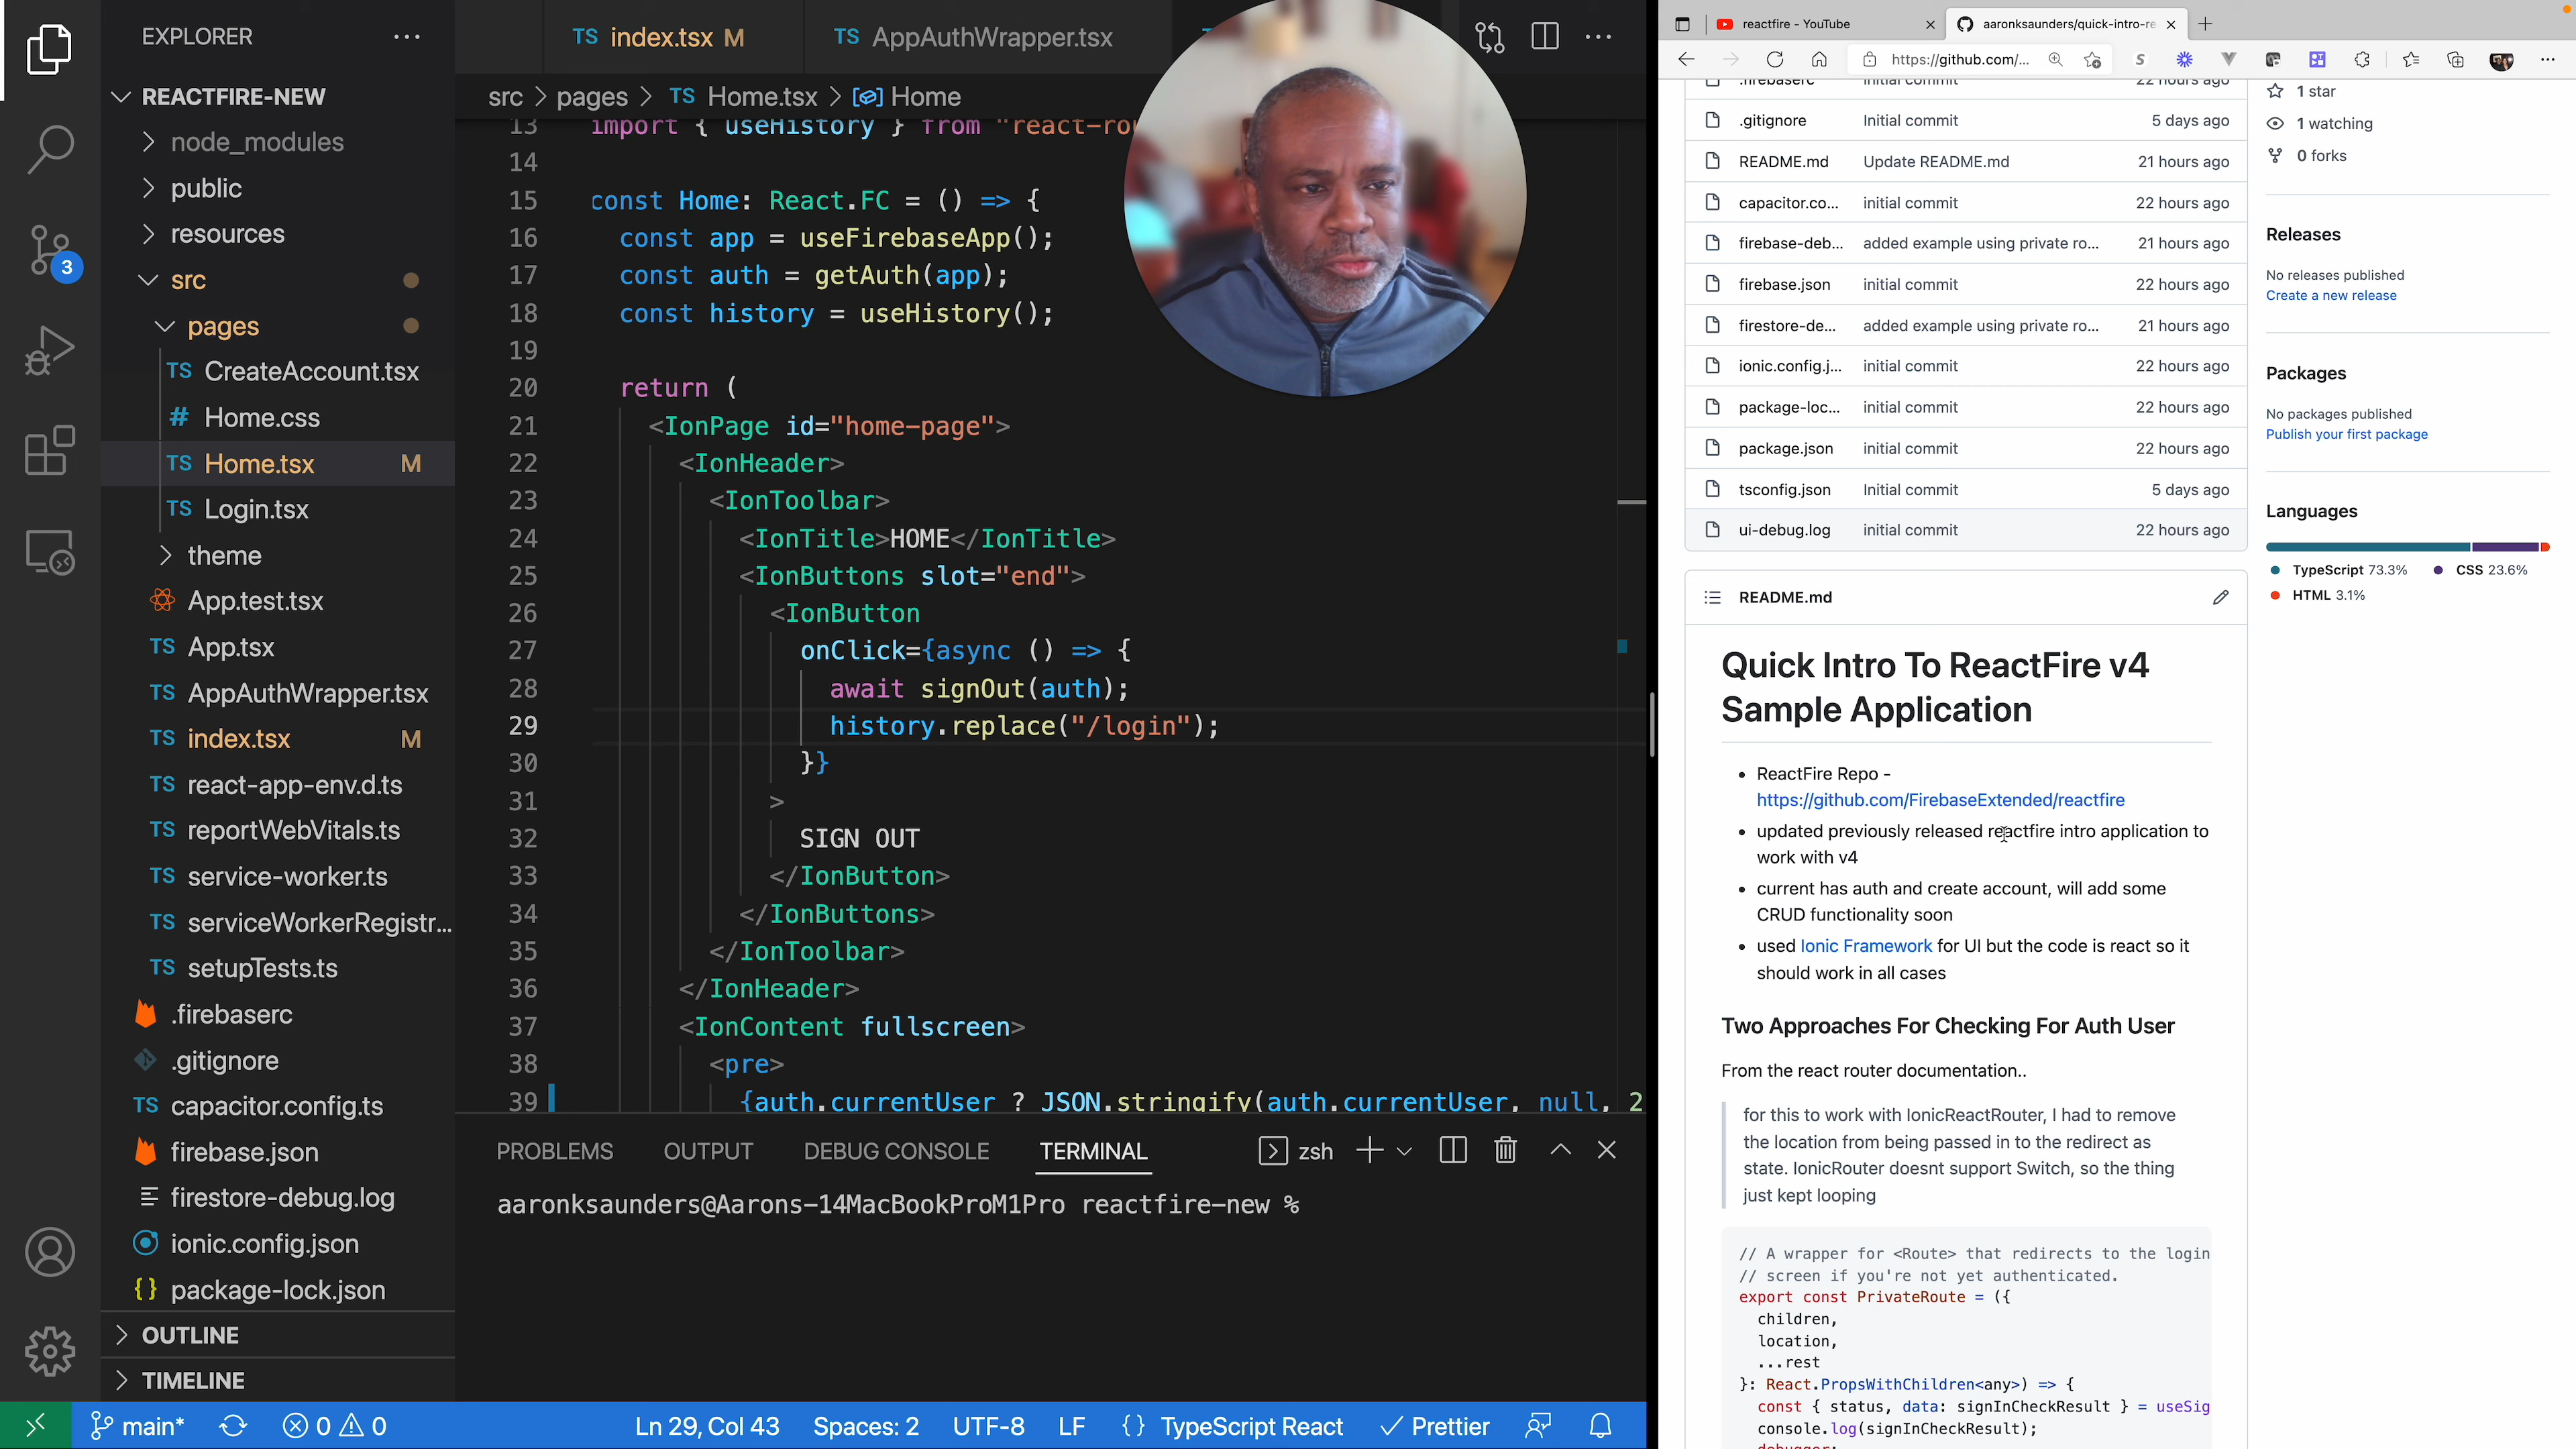 EXPLORER
REACTFIRE-NEW
node_modules
public
resources
src
pages
TS CreateAccount.tsx
# Home.css
TS Home.tsx M
TS Login.tsx
theme
App.test.tsx
TS App.tsx
TS AppAuthWrapper.tsx
TS index.tsx M
TS react-app-env.d.ts
TS reportWebVitals.ts
TS service-worker.ts
TS serviceWorkerRegistr...
TS setupTests.ts
.firebaserc
.gitignore
TS capacitor.config.ts
firebase.json
firestore-debug.log
ionic.config.json
{} package-lock.json
OUTLINE
TIMELINE
3
TS index.tsx M
TS AppAuthWrapper.tsx
src > pages > TS Home.tsx > Home
13 import { useHistory } from "react-ro
14
15 const Home: React.FC = () => {
16 const app = useFirebaseApp();
17 const auth = getAuth(app);
18 const history = useHistory();
19
20 return (
21 <IonPage id="home-page">
22 <IonHeader>
23 <IonToolbar>
24 <IonTitle>HOME</IonTitle>
25 <IonButtons slot="end">
26 <IonButton
27 onClick={async () => {
28 await signOut(auth);
29 history.replace("/login");
30 }}
31 >
32 SIGN OUT
33 </IonButton>
34 </IonButtons>
35 </IonToolbar>
36 </IonHeader>
37 <IonContent fullscreen>
38 <pre>
39 {auth.currentUser ? JSON.stringify(auth.currentUser, null, 2
PROBLEMS OUTPUT DEBUG CONSOLE TERMINAL zsh
aaronksaunders@Aarons-14MacBookProM1Pro reactfire-new %
main* 0 0 Ln 29, Col 43 Spaces: 2 UTF-8 LF {} TypeScript React Prettier
reactfire - YouTube
aaronksaunders/quick-intro-re
https://github.com/...
.firebaserc initial commit 22 hours ago
.gitignore Initial commit 5 days ago
README.md Update README.md 21 hours ago
capacitor.co... initial commit 22 hours ago
firebase-deb... added example using private ro... 21 hours ago
firebase.json initial commit 22 hours ago
firestore-de... added example using private ro... 21 hours ago
ionic.config.j... initial commit 22 hours ago
package-loc... initial commit 22 hours ago
package.json initial commit 22 hours ago
tsconfig.json Initial commit 5 days ago
ui-debug.log initial commit 22 hours ago
1 star
1 watching
0 forks
Releases
No releases published
Create a new release
Packages
No packages published
Publish your first package
Languages
TypeScript 73.3% CSS 23.6%
HTML 3.1%
README.md
Quick Intro To ReactFire v4
Sample Application
ReactFire Repo -
https://github.com/FirebaseExtended/reactfire
updated previously released reactfire intro application to
work with v4
current has auth and create account, will add some
CRUD functionality soon
used Ionic Framework for UI but the code is react so it
should work in all cases
Two Approaches For Checking For Auth User
From the react router documentation..
for this to work with IonicReactRouter, I had to remove
the location from being passed in to the redirect as
state. IonicRouter doesnt support Switch, so the thing
just kept looping
// A wrapper for <Route> that redirects to the login
// screen if you're not yet authenticated.
export const PrivateRoute = ({
children,
location,
...rest
}: React.PropsWithChildren<any>) => {
const { status, data: signInCheckResult } = useSig
console.log(signInCheckResult);
debugger;